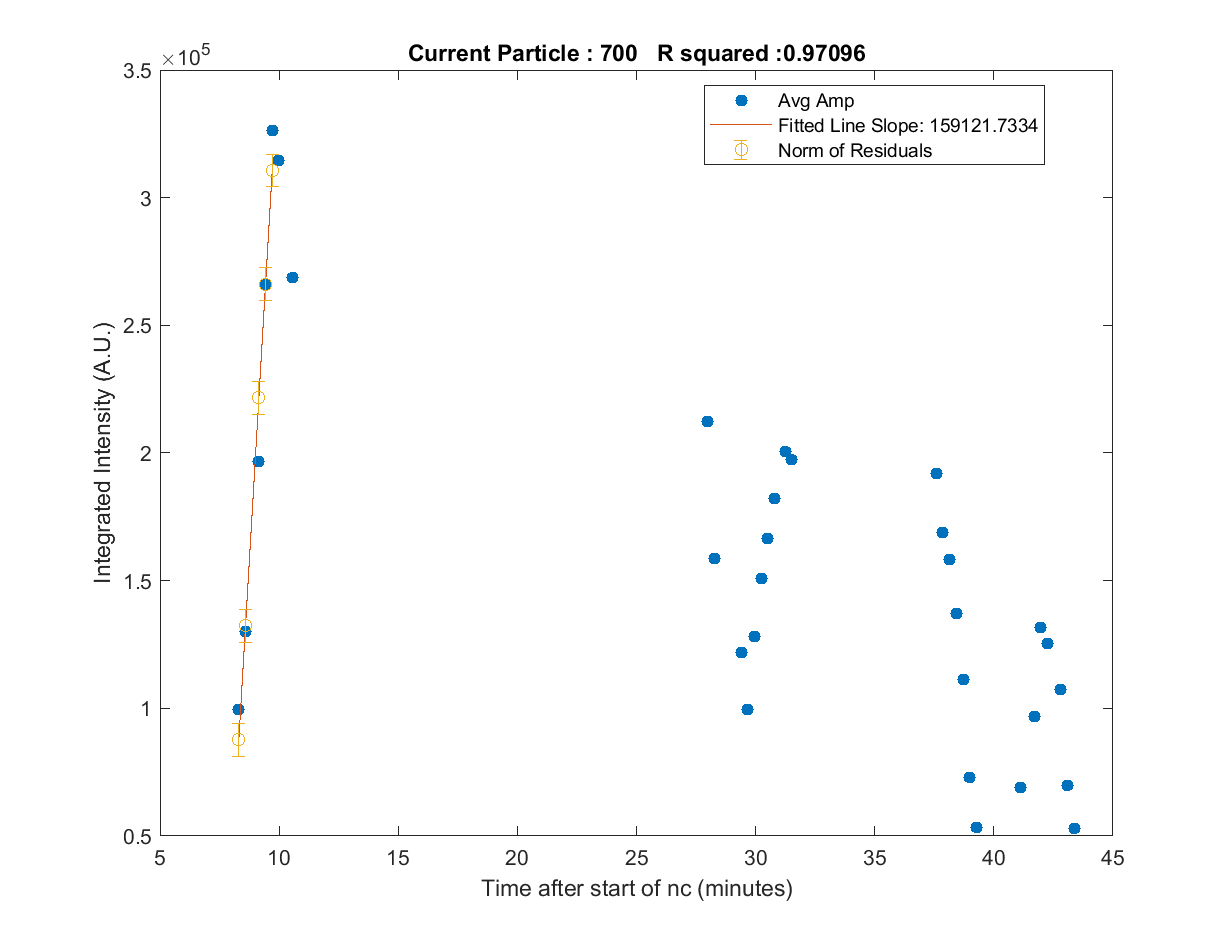 Current Particle : 700 R squared :0.97096
×10^5
3.5
3
2.5
2
1.5
1
0.5
5 10 15 20 25 30 35 40 45
Integrated Intensity (A.U.)
Time after start of nc (minutes)
Avg Amp
Fitted Line Slope: 159121.7334
Norm of Residuals